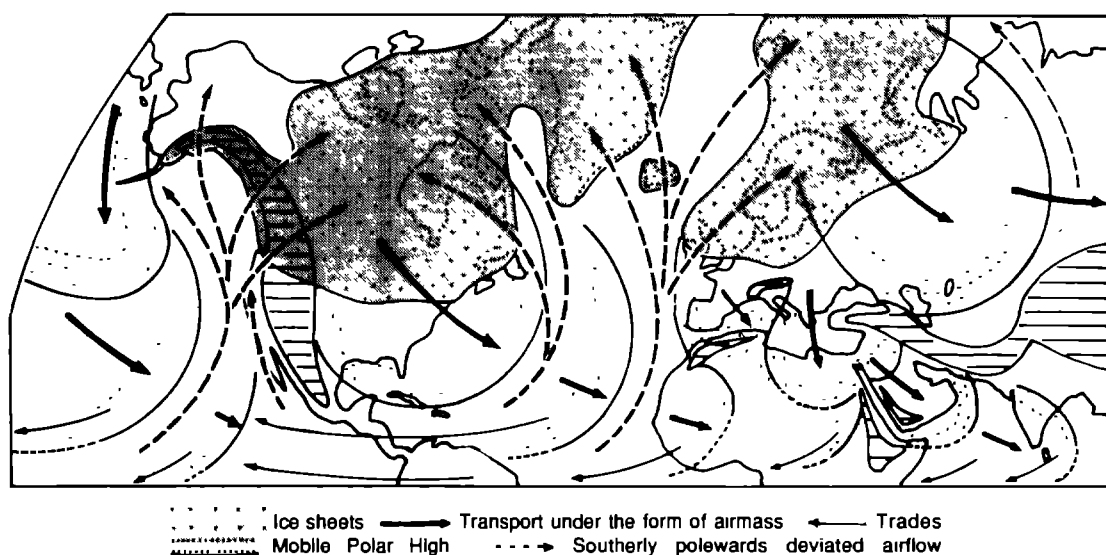 Ice sheets Transport under the form of airmass Trades
Mobile Polar High Southerly polewards deviated airflow